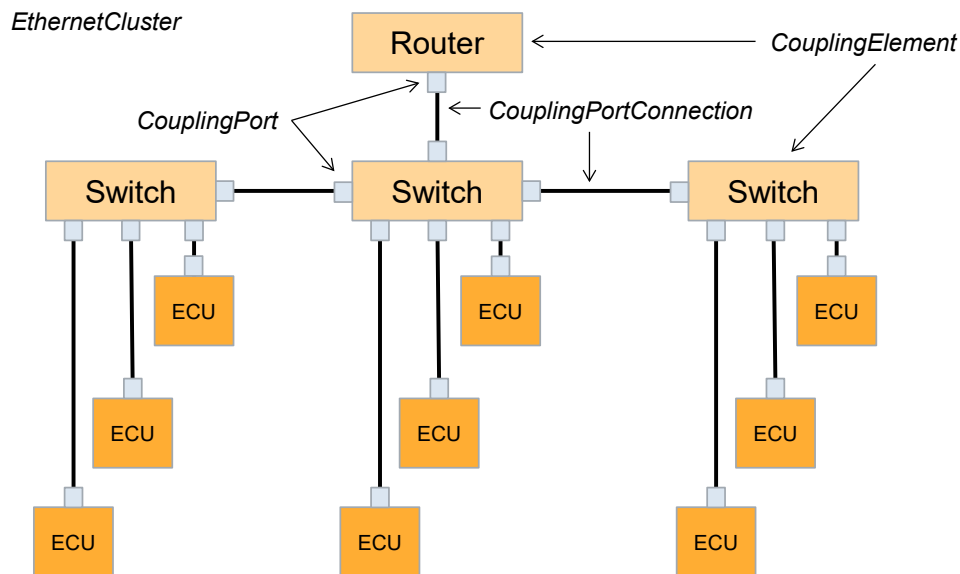 EthernetCluster
Router
CouplingElement
CouplingPort
CouplingPortConnection
Switch
Switch
Switch
ECU
ECU
ECU
ECU
ECU
ECU
ECU
ECU
ECU